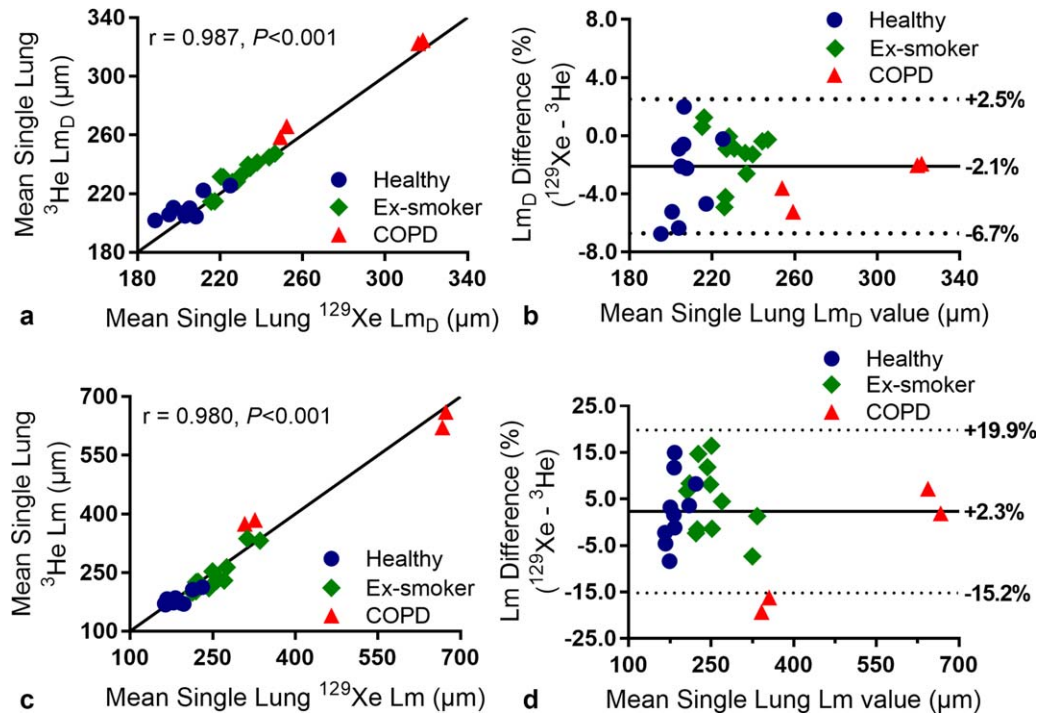 340
300
260
220
180
Mean Single Lung
³He Lm_D (µm)
r = 0.987, P<0.001
Healthy
Ex-smoker
COPD
180 220 260 300 340
a Mean Single Lung ¹²⁹Xe Lm_D (µm)
Healthy
Ex-smoker
COPD
8.0
4.0
0.0
-4.0
-8.0
Lm_D Difference (%)
(¹²⁹Xe - ³He)
+2.5%
-2.1%
-6.7%
180 220 259 300 340
b Mean Single Lung Lm_D value (µm)
700
550
400
250
100
Mean Single Lung
³He Lm (µm)
r = 0.980, P<0.001
Healthy
Ex-smoker
COPD
100 250 400 550 700
c Mean Single Lung ¹²⁹Xe Lm (µm)
Healthy
Ex-smoker
COPD
25.0
15.0
5.0
-5.0
-15.0
-25.0
Lm Difference (%)
(¹²⁹Xe - ³He)
+19.9%
+2.3%
-15.2%
100 250 400 550 700
d Mean Single Lung Lm value (µm)